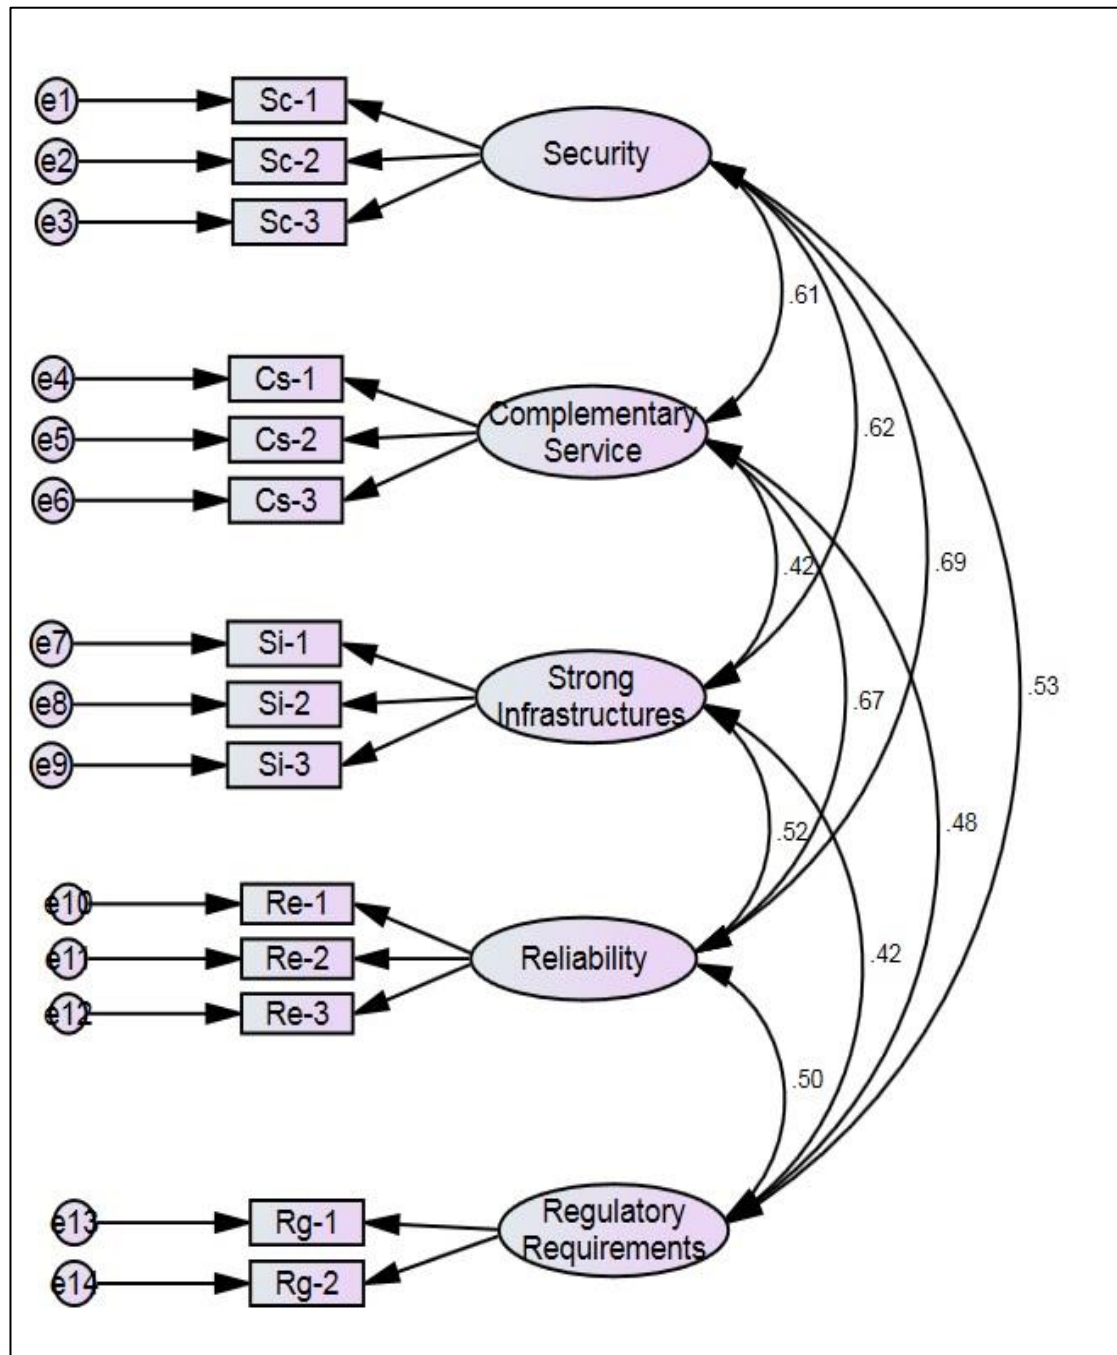 e1
Sc-1
e2
Sc-2
e3
Sc-3
Security
.61
e4
Cs-1
e5
Cs-2
e6
Cs-3
Complementary
Service
.62
.42
.69
e7
Si-1
e8
Si-2
e9
Si-3
Strong
Infrastructures
.67
.53
.52
.48
e10
Re-1
e11
Re-2
e12
Re-3
Reliability
.42
.50
e13
Rg-1
e14
Rg-2
Regulatory
Requirements